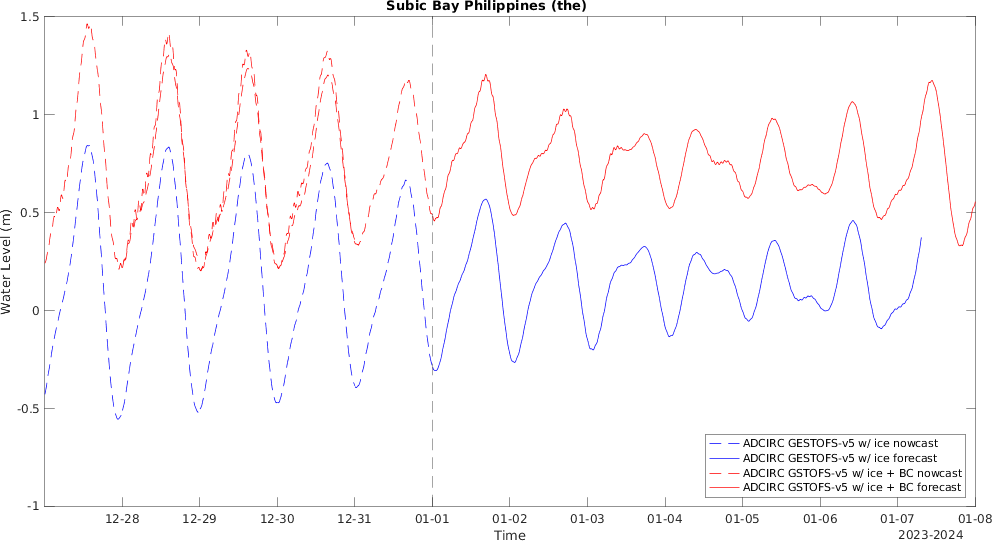 Subic Bay Philippines (the)
1.5
1
0.5
0
-0.5
-1
Water Level (m)
12-28 12-29 12-30 12-31 01-01 01-02 01-03 01-04 01-05 01-06 01-07 01-08
Time
2023-2024
ADCIRC GESTOFS-v5 w/ ice nowcast
ADCIRC GESTOFS-v5 w/ ice forecast
ADCIRC GSTOFS-v5 w/ ice + BC nowcast
ADCIRC GSTOFS-v5 w/ ice + BC forecast